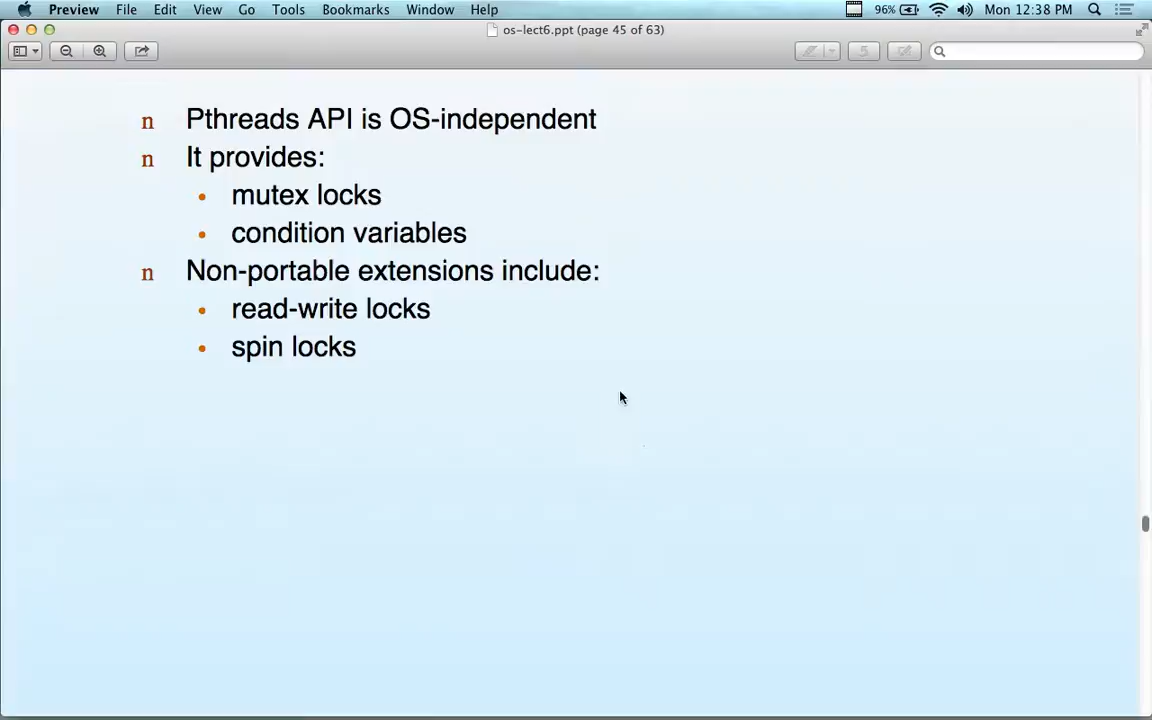 Preview File Edit View Go Tools Bookmarks Window Help 96% Mon 12:38 PM
os-lect6.ppt (page 45 of 63)
n Pthreads API is OS-independent
n It provides:
• mutex locks
• condition variables
n Non-portable extensions include:
• read-write locks
• spin locks